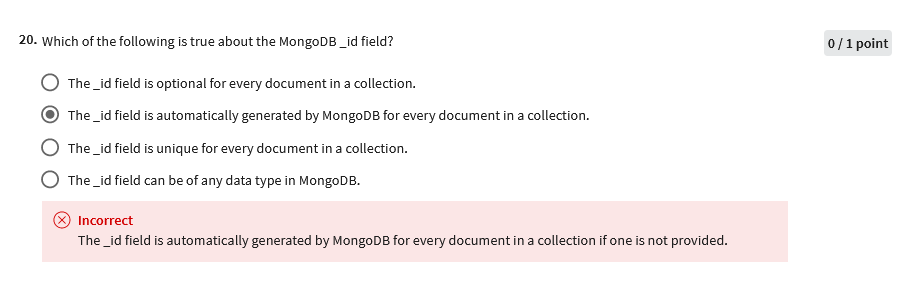 20. Which of the following is true about the MongoDB _id field?
0 / 1 point
The _id field is optional for every document in a collection.
The _id field is automatically generated by MongoDB for every document in a collection.
The _id field is unique for every document in a collection.
The _id field can be of any data type in MongoDB.
Incorrect
The _id field is automatically generated by MongoDB for every document in a collection if one is not provided.